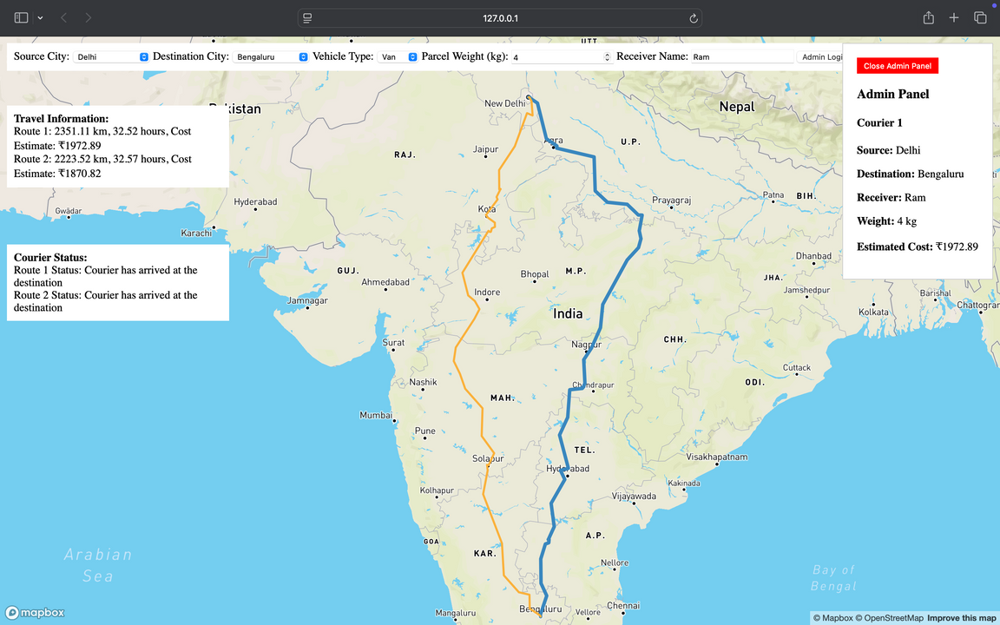 127.0.0.1
Source City: Delhi Destination City: Bengaluru Vehicle Type: Van Parcel Weight (kg): 4 Receiver Name: Ram Admin Logi
Travel Information:
Route 1: 2351.11 km, 32.52 hours, Cost
Estimate: ₹1972.89
Route 2: 2223.52 km, 32.57 hours, Cost
Estimate: ₹1870.82
Courier Status:
Route 1 Status: Courier has arrived at the
destination
Route 2 Status: Courier has arrived at the
destination
Close Admin Panel
Admin Panel
Courier 1
Source: Delhi
Destination: Bengaluru
Receiver: Ram
Weight: 4 kg
Estimated Cost: ₹1972.89
UTT.
kistan
New Delhi
Nepal
Agra
U.P.
Jaipur
RAJ.
Prayagraj
Patna
BIH.
Gwādar
Hyderabad
Kota
Karachi
Dhanbad
GUJ.
Bhopal
M.P.
JHA.
Ahmedabad
Indore
Jamshedpur
Barishal
Jamnagar
India
Kolkata
Chattogram
Surat
Nagpur
CHH.
Nashik
Chandrapur
Cuttack
ODI.
MAH.
Mumbai
Pune
TEL.
Solapur
Visakhapatnam
Hyderabad
Kolhapur
Kakinada
Vijayawada
GOA
A.P.
KAR.
Arabian
Sea
Nellore
Bay of
Bengal
Bengaluru
Chennai
Mangaluru
Vellore
mapbox
© Mapbox © OpenStreetMap Improve this map